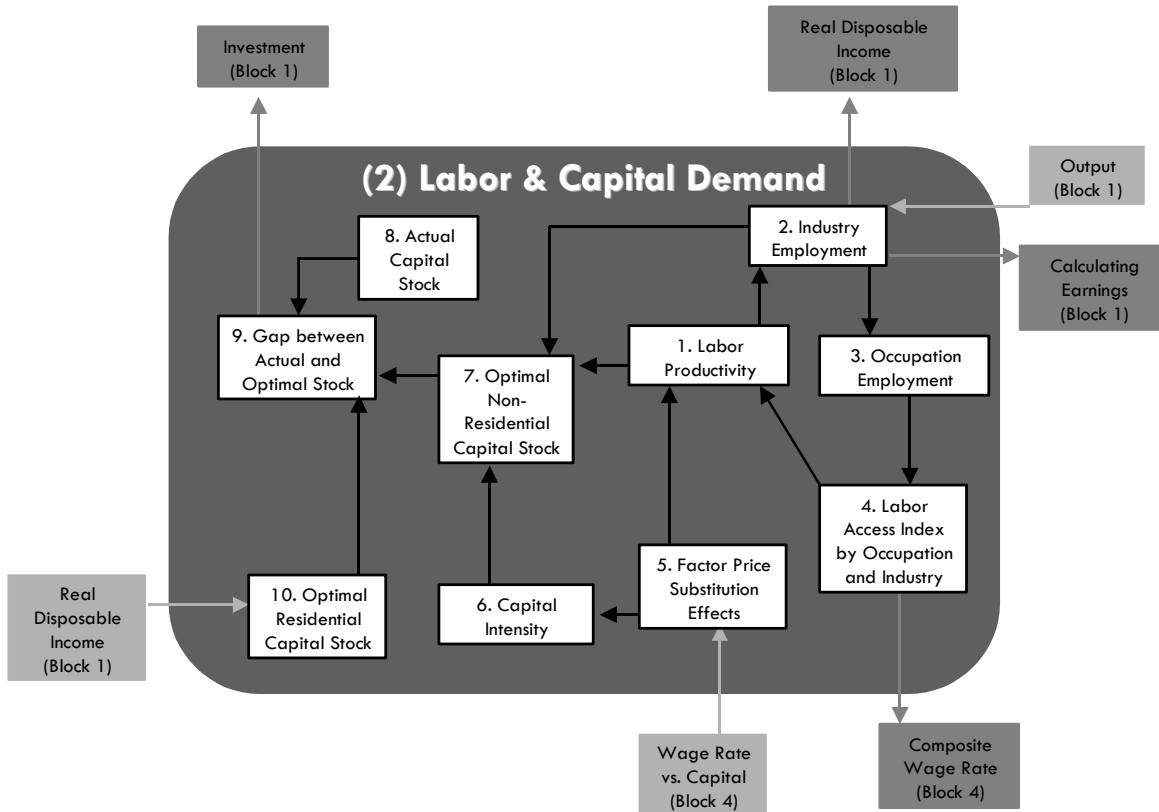 Investment
(Block 1)
Real Disposable
Income
(Block 1)
(2) Labor & Capital Demand
Output
(Block 1)
8. Actual
Capital
Stock
2. Industry
Employment
Calculating
Earnings
(Block 1)
9. Gap between
Actual and
Optimal Stock
7. Optimal
Non-
Residential
Capital Stock
1. Labor
Productivity
3. Occupation
Employment
4. Labor
Access Index
by Occupation
and Industry
Real
Disposable
Income
(Block 1)
10. Optimal
Residential
Capital Stock
6. Capital
Intensity
5. Factor Price
Substitution
Effects
Wage Rate
vs. Capital
(Block 4)
Composite
Wage Rate
(Block 4)